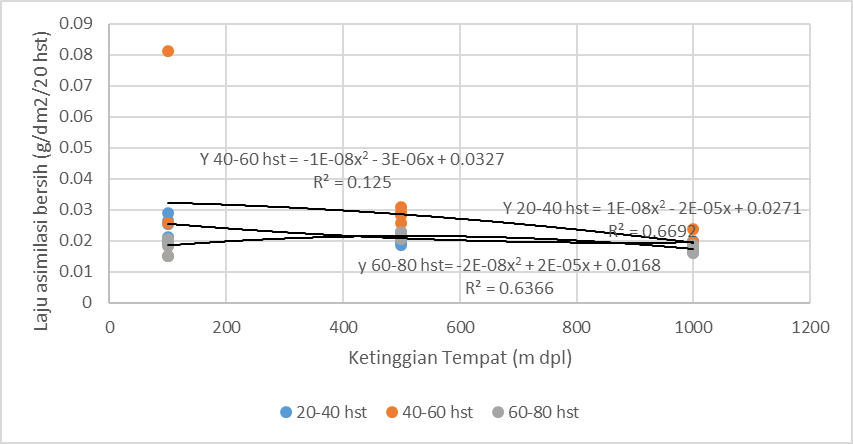 0.09
0.08
0.07
0.06
0.05
0.04
0.03
0.02
0.01
0
Laju asimilasi bersih (g/dm2/20 hst)
Y 40-60 hst = -1E-08x² - 3E-06x + 0.0327
R² = 0.125
Y 20-40 hst = 1E-08x² - 2E-05x + 0.0271
R² = 0.6692
y 60-80 hst= -2E-08x² + 2E-05x + 0.0168
R² = 0.6366
0 200 400 600 800 1000 1200
Ketinggian Tempat (m dpl)
20-40 hst 40-60 hst 60-80 hst